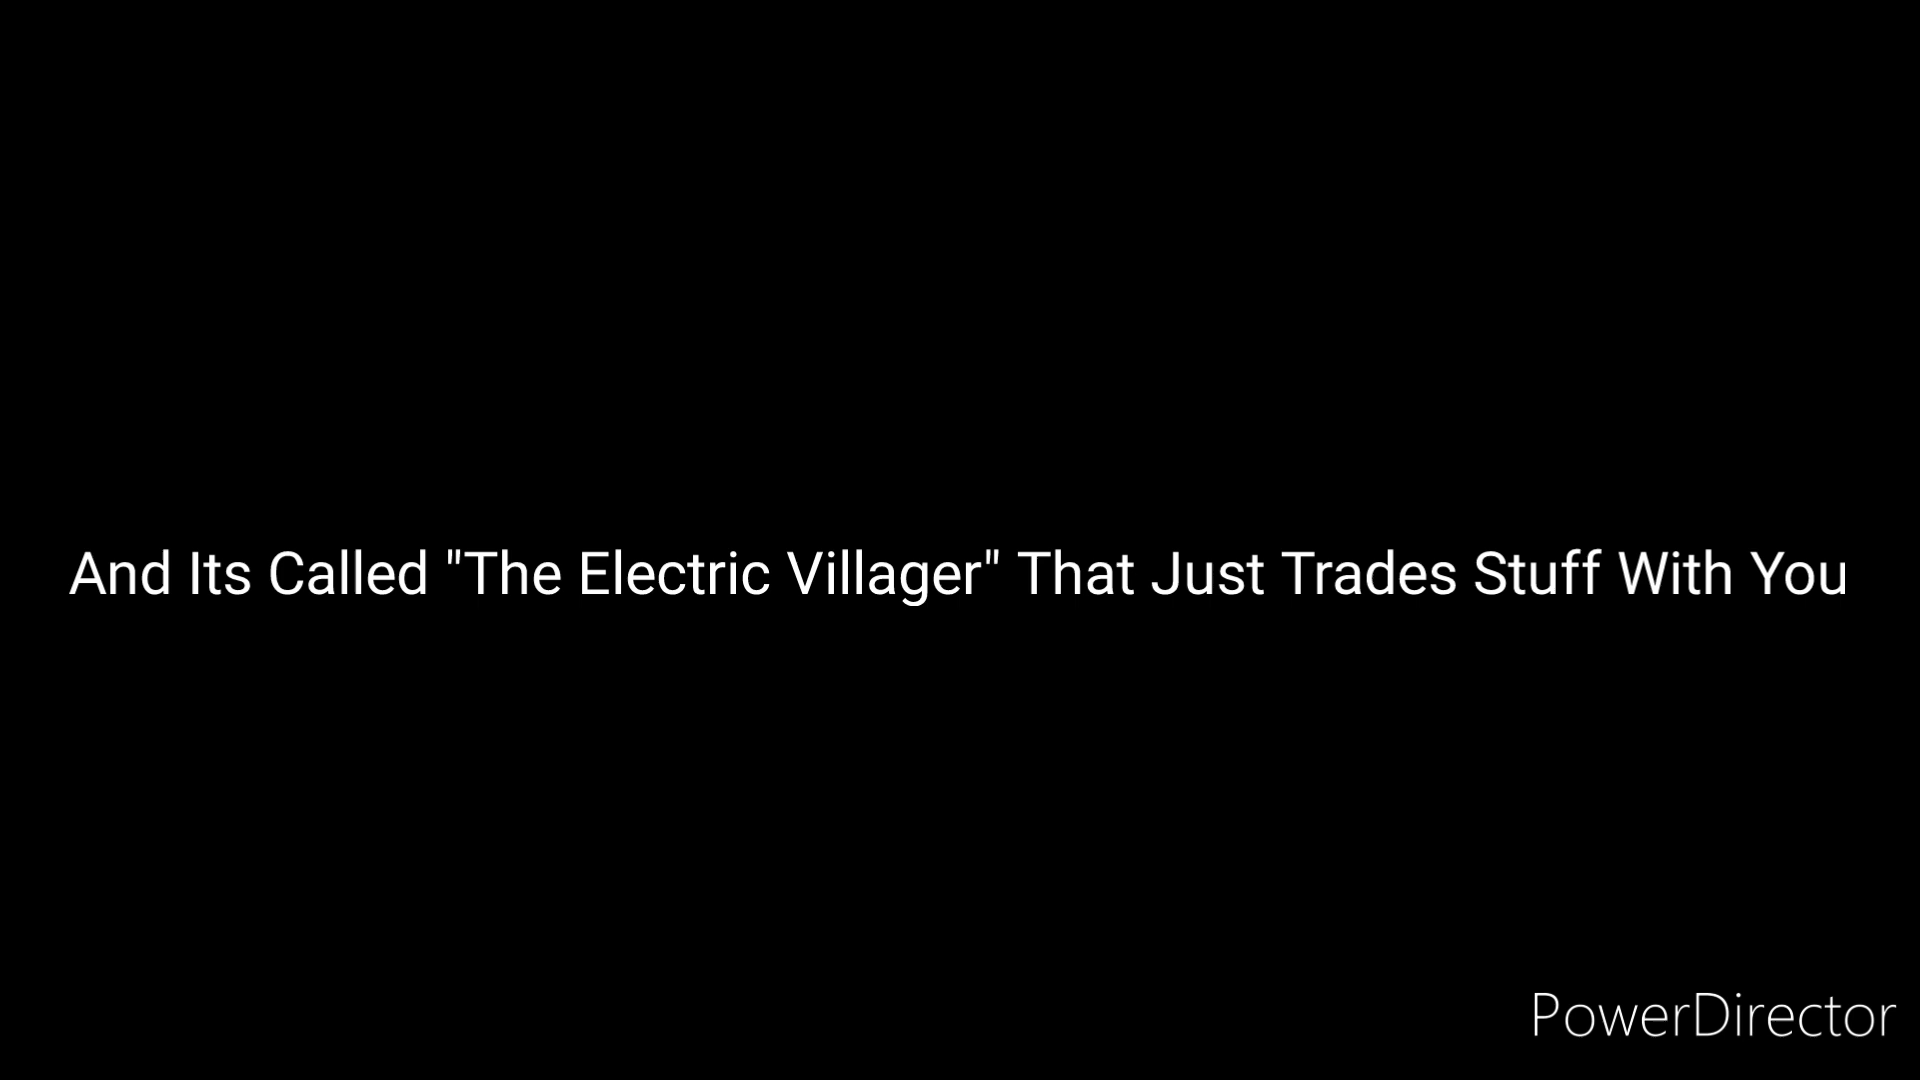 And Its Called "The Electric Villager" That Just Trades Stuff With You
PowerDirector